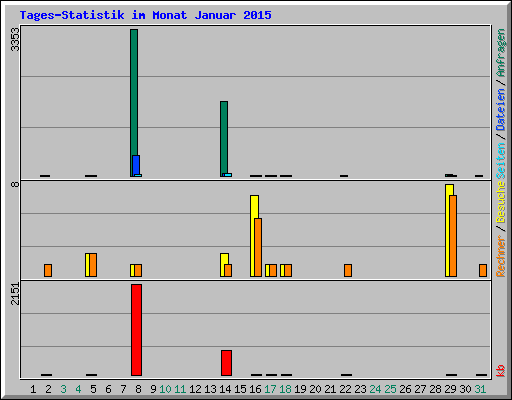 Tages-Statistik im Monat Januar 2015
3353
8
2151
Rechner / Besuche Seiten / Dateien / Anfragen
kb
1 2 3 4 5 6 7 8 9 10 11 12 13 14 15 16 17 18 19 20 21 22 23 24 25 26 27 28 29 30 31